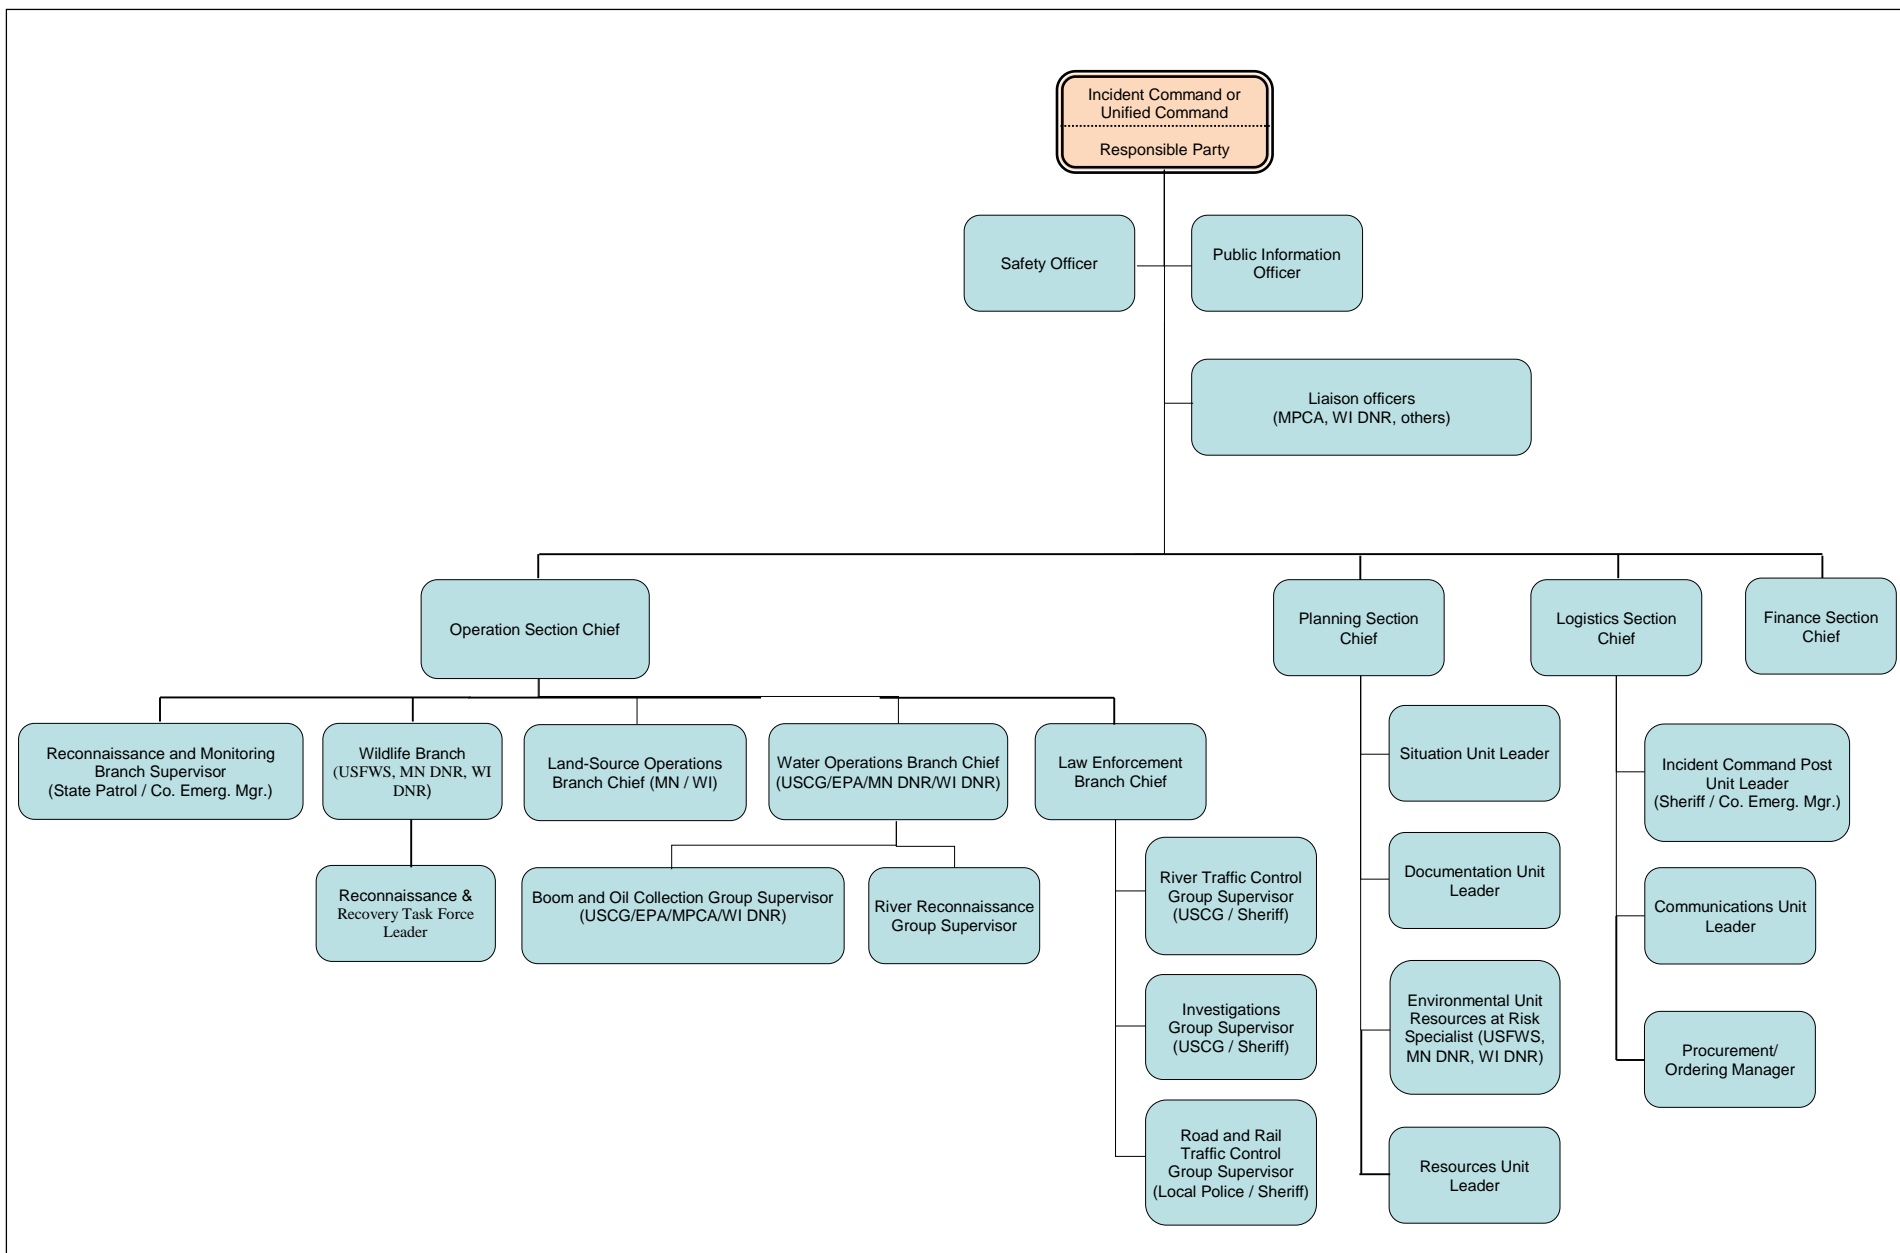 Incident Command or
Unified Command
Responsible Party
Safety Officer
Public Information
Officer
Liaison officers
(MPCA, WI DNR, others)
Operation Section Chief
Planning Section
Chief
Logistics Section
Chief
Finance Section
Chief
Reconnaissance and Monitoring
Branch Supervisor
(State Patrol / Co. Emerg. Mgr.)
Wildlife Branch
(USFWS, MN DNR, WI
DNR)
Land-Source Operations
Branch Chief (MN / WI)
Water Operations Branch Chief
(USCG/EPA/MN DNR/WI DNR)
Law Enforcement
Branch Chief
Reconnaissance &
Recovery Task Force
Leader
Boom and Oil Collection Group Supervisor
(USCG/EPA/MPCA/WI DNR)
River Reconnaissance
Group Supervisor
River Traffic Control
Group Supervisor
(USCG / Sheriff)
Investigations
Group Supervisor
(USCG / Sheriff)
Road and Rail
Traffic Control
Group Supervisor
(Local Police / Sheriff)
Situation Unit Leader
Documentation Unit
Leader
Environmental Unit
Resources at Risk
Specialist (USFWS,
MN DNR, WI DNR)
Resources Unit
Leader
Incident Command Post
Unit Leader
(Sheriff / Co. Emerg. Mgr.)
Communications Unit
Leader
Procurement/
Ordering Manager